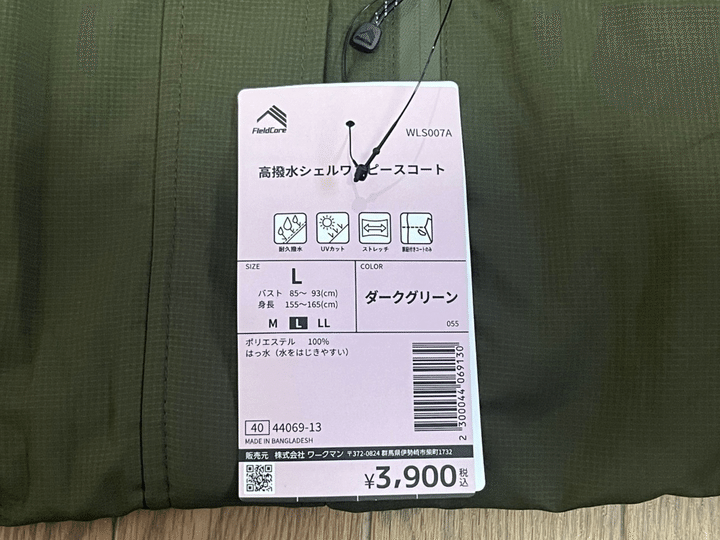 FieldCore
WLS007A
高撥水シェルワンピースコート
耐久撥水
UVカット
ストレッチ
SIZE
L
バスト 85〜 93(cm)
身長 155〜165(cm)
M L LL
COLOR
ダークグリーン
055
ポリエステル 100%
はっ水（水をはじきやすい）
2 300044 069130
40 44069-13
MADE IN BANGLADESH
販売元 株式会社 ワークマン 〒372-0824 群馬県伊勢崎市柴町1732
¥3,900税込